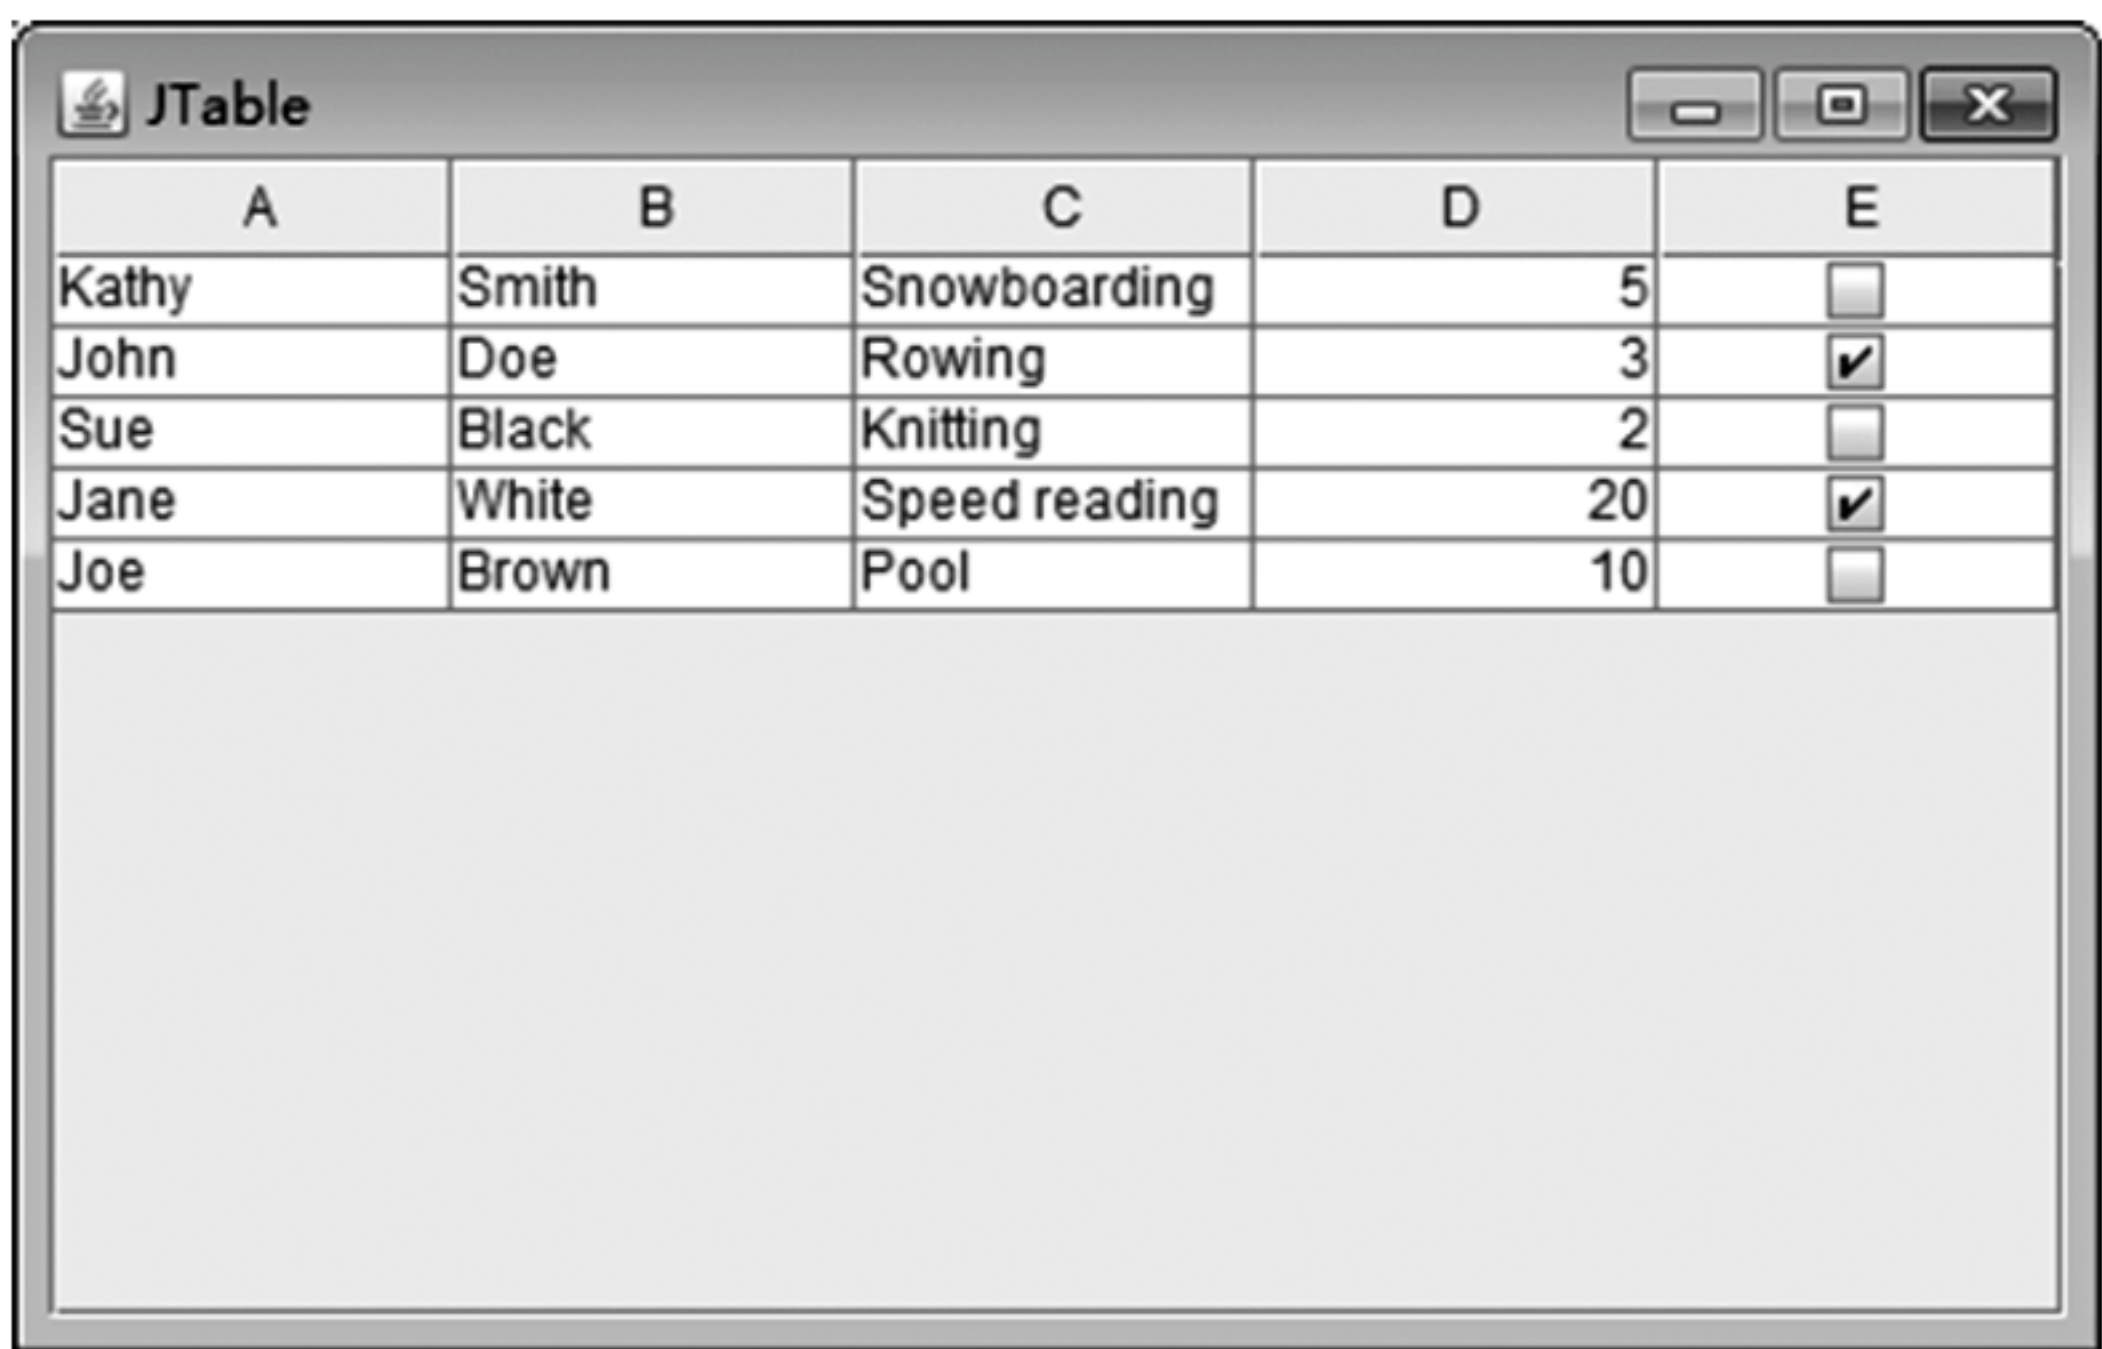 JTable
A B C D E
Kathy Smith Snowboarding 5
John Doe Rowing 3 ✔
Sue Black Knitting 2
Jane White Speed reading 20 ✔
Joe Brown Pool 10